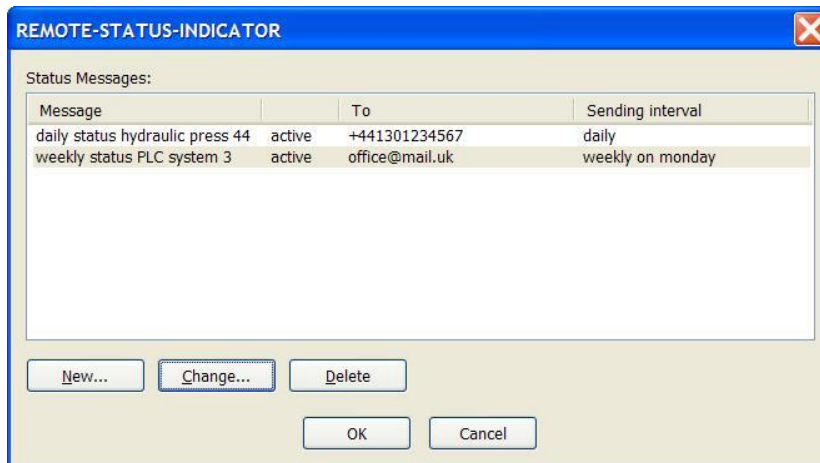 REMOTE-STATUS-INDICATOR
Status Messages:
Message To Sending interval
daily status hydraulic press 44 active +441301234567 daily
weekly status PLC system 3 active office@mail.uk weekly on monday
New... Change... Delete
OK Cancel